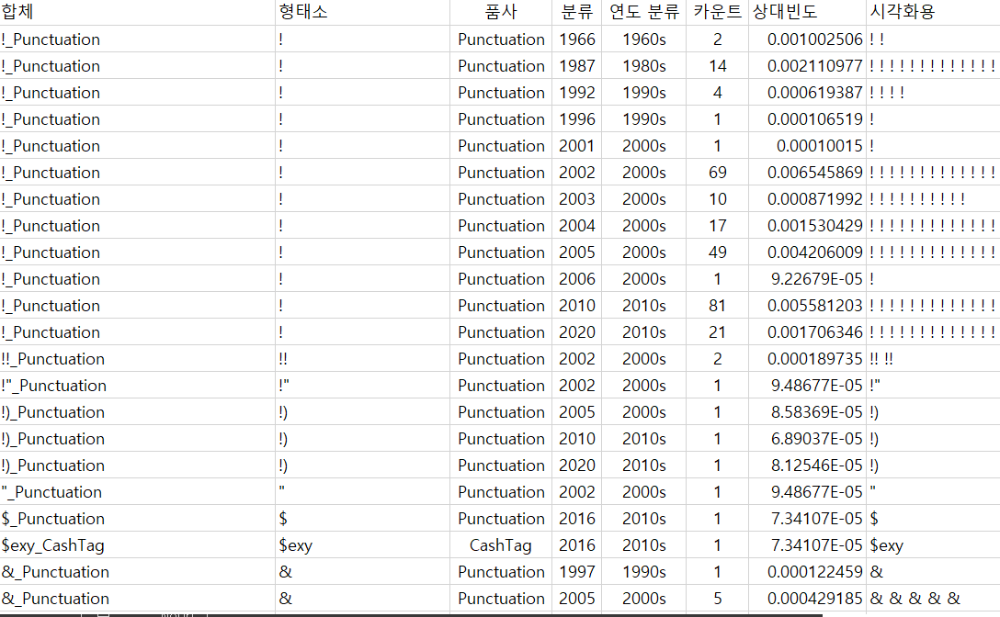 합체 형태소 품사 분류 연도 분류 카운트 상대빈도 시각화용
!_Punctuation ! Punctuation 1966 1960s 2 0.001002506 ! !
!_Punctuation ! Punctuation 1987 1980s 14 0.002110977 ! ! ! ! ! ! ! ! ! ! ! ! !
!_Punctuation ! Punctuation 1992 1990s 4 0.000619387 ! ! ! !
!_Punctuation ! Punctuation 1996 1990s 1 0.000106519 !
!_Punctuation ! Punctuation 2001 2000s 1 0.00010015 !
!_Punctuation ! Punctuation 2002 2000s 69 0.006545869 ! ! ! ! ! ! ! ! ! ! ! ! !
!_Punctuation ! Punctuation 2003 2000s 10 0.000871992 ! ! ! ! ! ! ! ! ! !
!_Punctuation ! Punctuation 2004 2000s 17 0.001530429 ! ! ! ! ! ! ! ! ! ! ! ! !
!_Punctuation ! Punctuation 2005 2000s 49 0.004206009 ! ! ! ! ! ! ! ! ! ! ! ! !
!_Punctuation ! Punctuation 2006 2000s 1 9.22679E-05 !
!_Punctuation ! Punctuation 2010 2010s 81 0.005581203 ! ! ! ! ! ! ! ! ! ! ! ! !
!_Punctuation ! Punctuation 2020 2010s 21 0.001706346 ! ! ! ! ! ! ! ! ! ! ! ! !
!!_Punctuation !! Punctuation 2002 2000s 2 0.000189735 !! !!
!"_Punctuation !" Punctuation 2002 2000s 1 9.48677E-05 !"
!)_Punctuation !) Punctuation 2005 2000s 1 8.58369E-05 !)
!)_Punctuation !) Punctuation 2010 2010s 1 6.89037E-05 !)
!)_Punctuation !) Punctuation 2020 2010s 1 8.12546E-05 !)
"_Punctuation " Punctuation 2002 2000s 1 9.48677E-05 "
$_Punctuation $ Punctuation 2016 2010s 1 7.34107E-05 $
$exy_CashTag $exy CashTag 2016 2010s 1 7.34107E-05 $exy
&_Punctuation & Punctuation 1997 1990s 1 0.000122459 &
&_Punctuation & Punctuation 2005 2000s 5 0.000429185 & & & & &